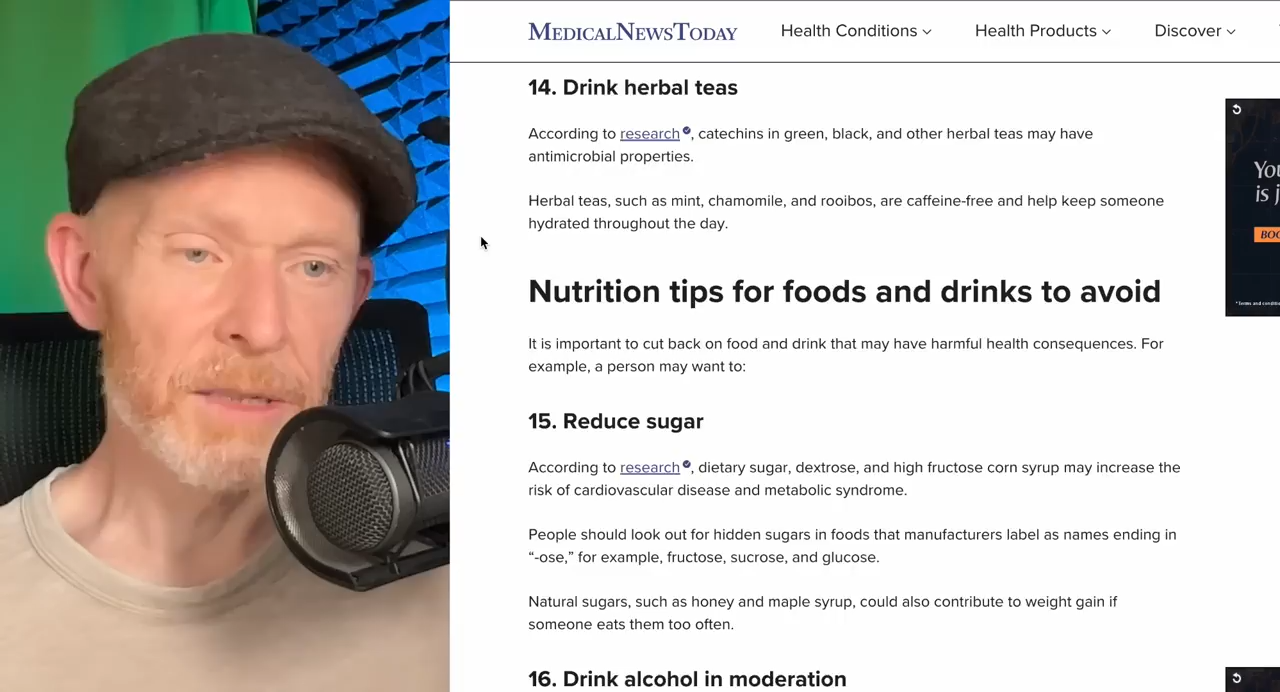 MEDICALNEWSTODAY
Health Conditions
Health Products
Discover
14. Drink herbal teas
According to research, catechins in green, black, and other herbal teas may have
antimicrobial properties.
Herbal teas, such as mint, chamomile, and rooibos, are caffeine-free and help keep someone
hydrated throughout the day.
Nutrition tips for foods and drinks to avoid
It is important to cut back on food and drink that may have harmful health consequences. For
example, a person may want to:
15. Reduce sugar
According to research, dietary sugar, dextrose, and high fructose corn syrup may increase the
risk of cardiovascular disease and metabolic syndrome.
People should look out for hidden sugars in foods that manufacturers label as names ending in
“-ose,” for example, fructose, sucrose, and glucose.
Natural sugars, such as honey and maple syrup, could also contribute to weight gain if
someone eats them too often.
16. Drink alcohol in moderation
is j